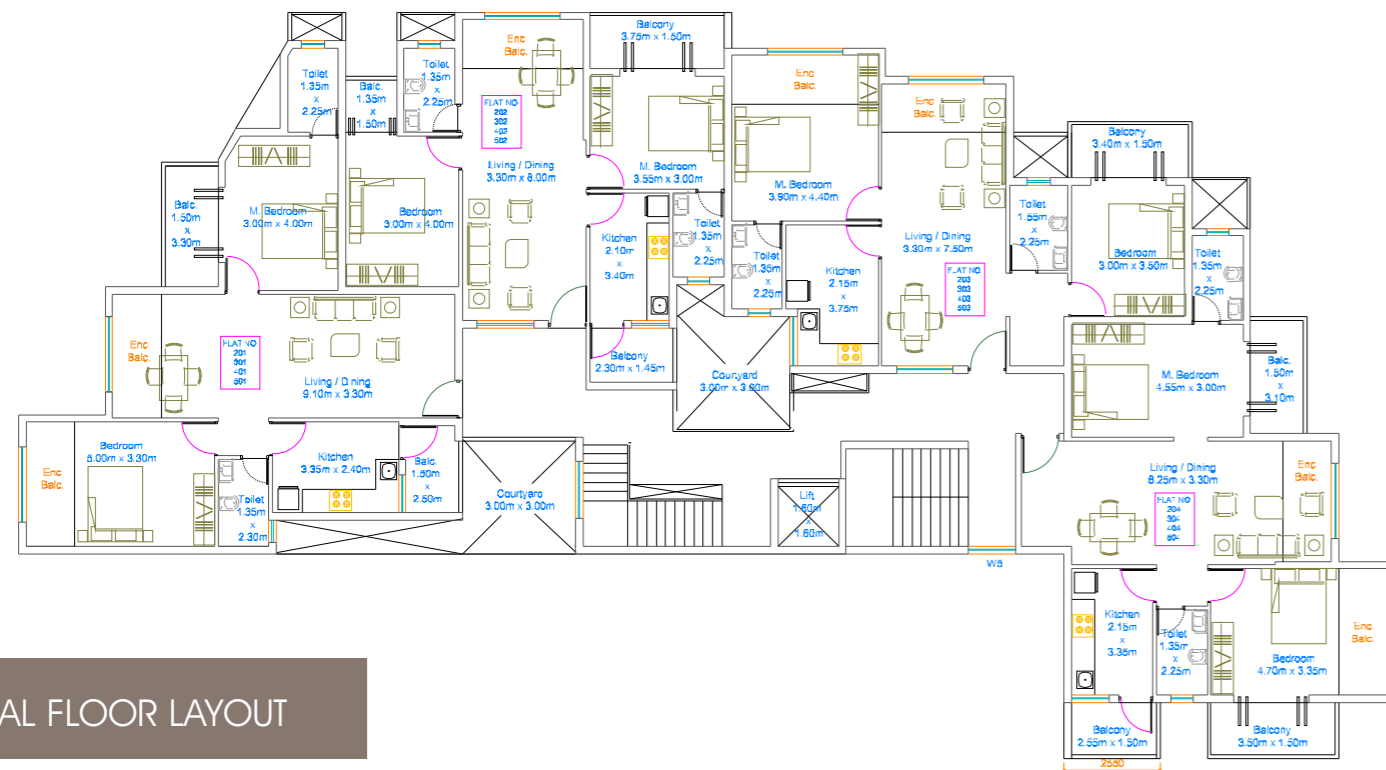 Balcony
3.75m x 1.50m
Enc
Balc.
Toilet
1.35m
x
2.25m
Balc.
1.35m
x
1.50m
Toilet
1.35m
x
2.25m
FLAT NO
202
302
402
502
Living / Dining
3.30m x 8.00m
M. Bedroom
3.55m x 3.00m
Enc
Balc.
M. Bedroom
3.90m x 4.40m
Enc
Balc.
Balcony
3.40m x 1.50m
Balc.
1.50m
x
3.30m
M. Bedroom
3.00m x 4.00m
Bedroom
3.00m x 4.00m
Kitchen
2.10m
x
3.40m
Toilet
1.35m
x
2.25m
Toilet
1.35m
x
2.25m
Kitchen
2.15m
x
3.75m
Living / Dining
3.30m x 7.50m
FLAT NO
203
303
403
503
Toilet
1.55m
x
2.25m
Bedroom
3.00m x 3.50m
Toilet
1.35m
x
2.25m
Enc
Balc.
FLAT NO
201
301
401
501
Living / Dining
9.10m x 3.30m
Balcony
2.30m x 1.45m
Courtyard
3.00m x 3.00m
M. Bedroom
4.55m x 3.00m
Balc.
1.50m
x
3.10m
Enc
Balc.
Bedroom
5.00m x 3.30m
Toilet
1.35m
x
2.30m
Kitchen
3.35m x 2.40m
Balc.
1.50m
x
2.50m
Courtyard
3.00m x 3.00m
Lift
1.60m
x
1.60m
W5
Living / Dining
6.25m x 3.30m
FLAT NO
204
304
404
504
Enc
Balc.
Kitchen
2.15m
x
3.35m
Toilet
1.35m
x
2.25m
Bedroom
4.70m x 3.35m
Enc
Balc.
Balcony
2.55m x 1.50m
2550
Balcony
3.50m x 1.50m
AL FLOOR LAYOUT